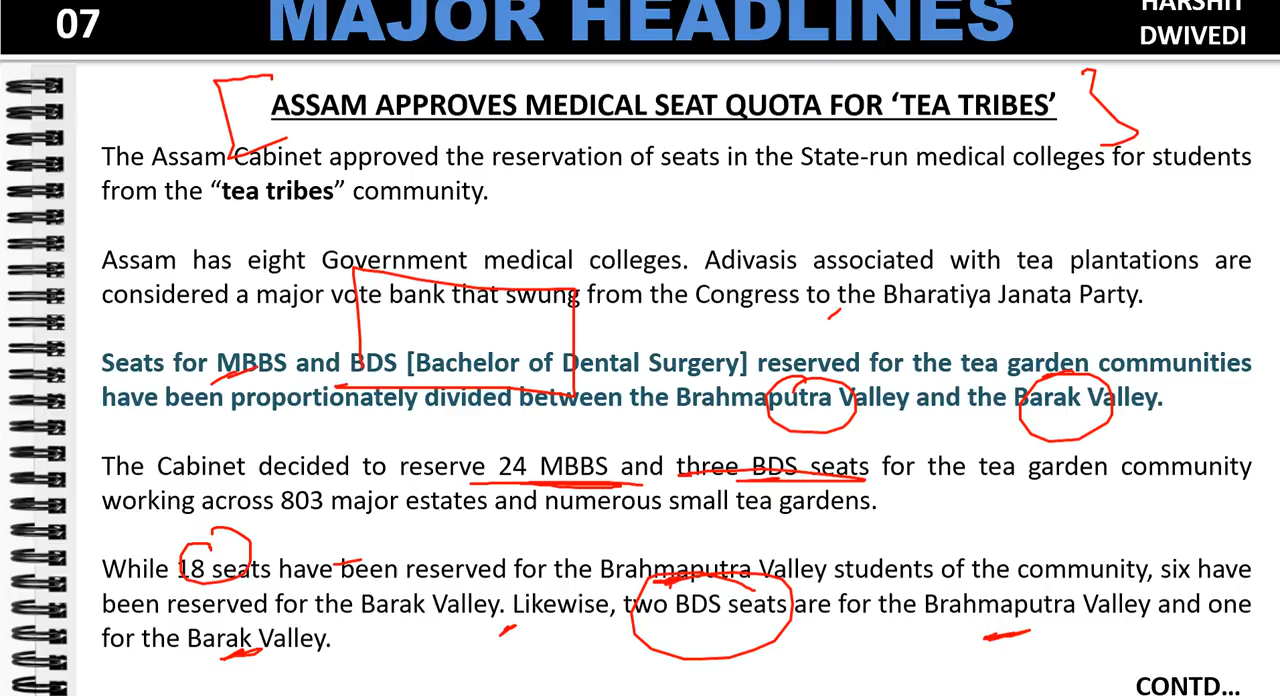 07
MAJOR HEADLINES
HARSHIT
DWIVEDI
ASSAM APPROVES MEDICAL SEAT QUOTA FOR ‘TEA TRIBES’
The Assam Cabinet approved the reservation of seats in the State-run medical colleges for students
from the “tea tribes” community.
Assam has eight Government medical colleges. Adivasis associated with tea plantations are
considered a major vote bank that swung from the Congress to the Bharatiya Janata Party.
Seats for MBBS and BDS [Bachelor of Dental Surgery] reserved for the tea garden communities
have been proportionately divided between the Brahmaputra Valley and the Barak Valley.
The Cabinet decided to reserve 24 MBBS and three BDS seats for the tea garden community
working across 803 major estates and numerous small tea gardens.
While 18 seats have been reserved for the Brahmaputra Valley students of the community, six have
been reserved for the Barak Valley. Likewise, two BDS seats are for the Brahmaputra Valley and one
for the Barak Valley.
CONTD...